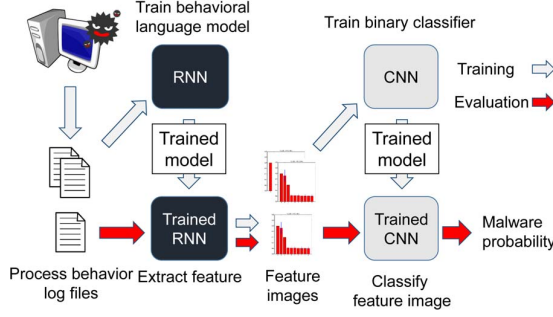 Train behavioral
language model
Train binary classifier
RNN
CNN
Training
Evaluation
Trained
model
Trained
model
Trained
RNN
Trained
CNN
Malware
probability
Process behavior
log files
Extract feature
Feature
images
Classify
feature image